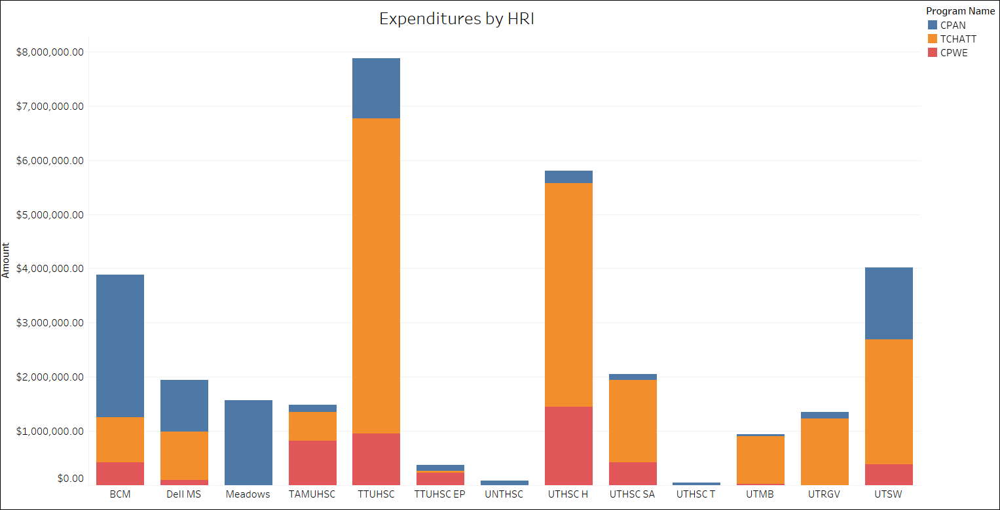 Expenditures by HRI
Program Name
CPAN
TCHATT
CPWE
$8,000,000.00
$7,000,000.00
$6,000,000.00
$5,000,000.00
$4,000,000.00
$3,000,000.00
$2,000,000.00
$1,000,000.00
$0.00
Amount
BCM Dell MS Meadows TAMUHSC TTUHSC TTUHSC EP UNTHSC UTHSC H UTHSC SA UTHSC T UTMB UTRGV UTSW